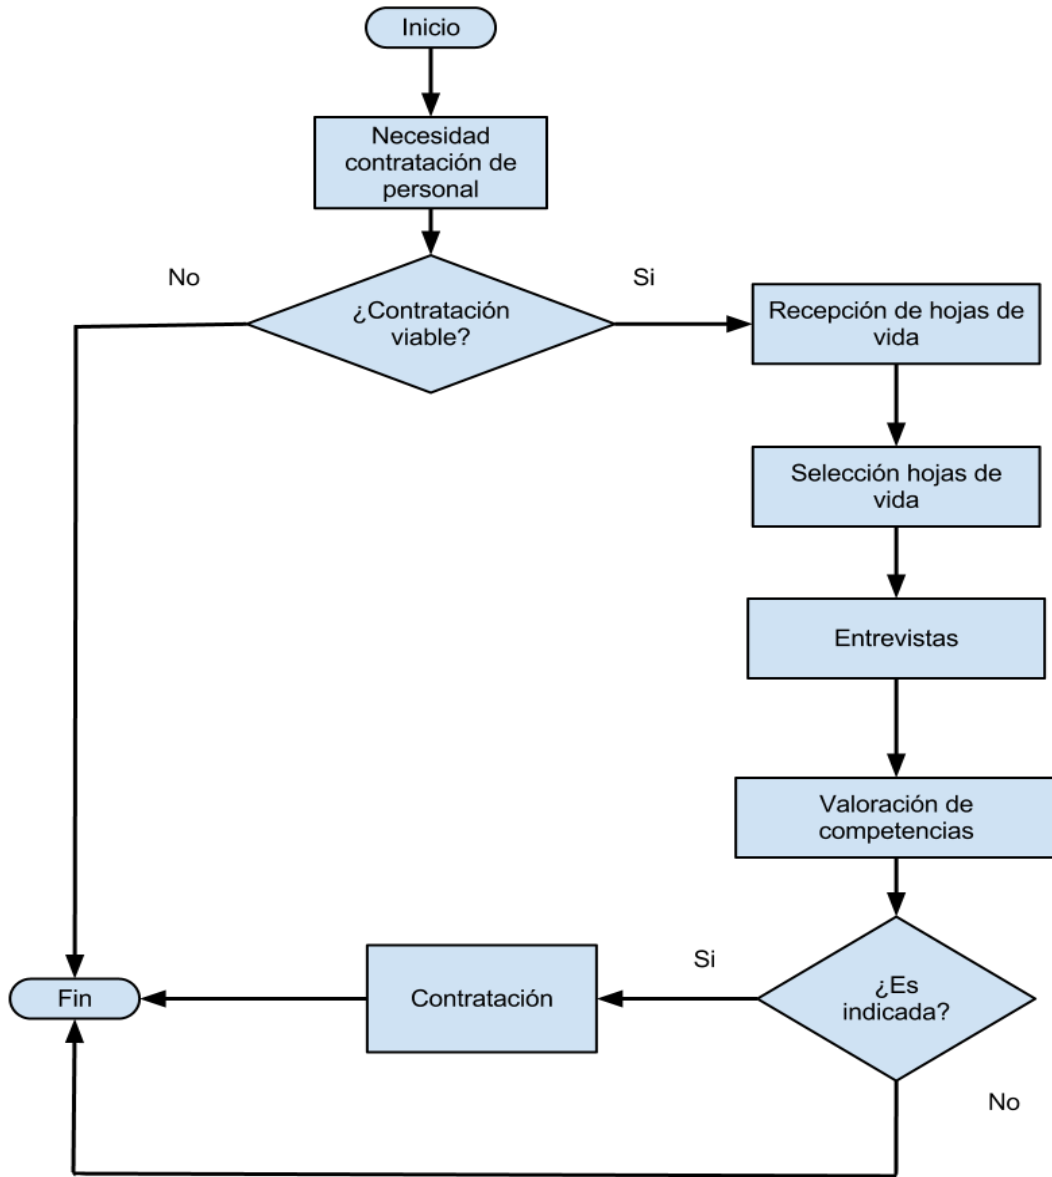 Inicio
Necesidad
contratación de
personal
No
Si
¿Contratación
viable?
Recepción de hojas de
vida
Selección hojas de
vida
Entrevistas
Valoración de
competencias
Si
¿Es
indicada?
Contratación
Fin
No